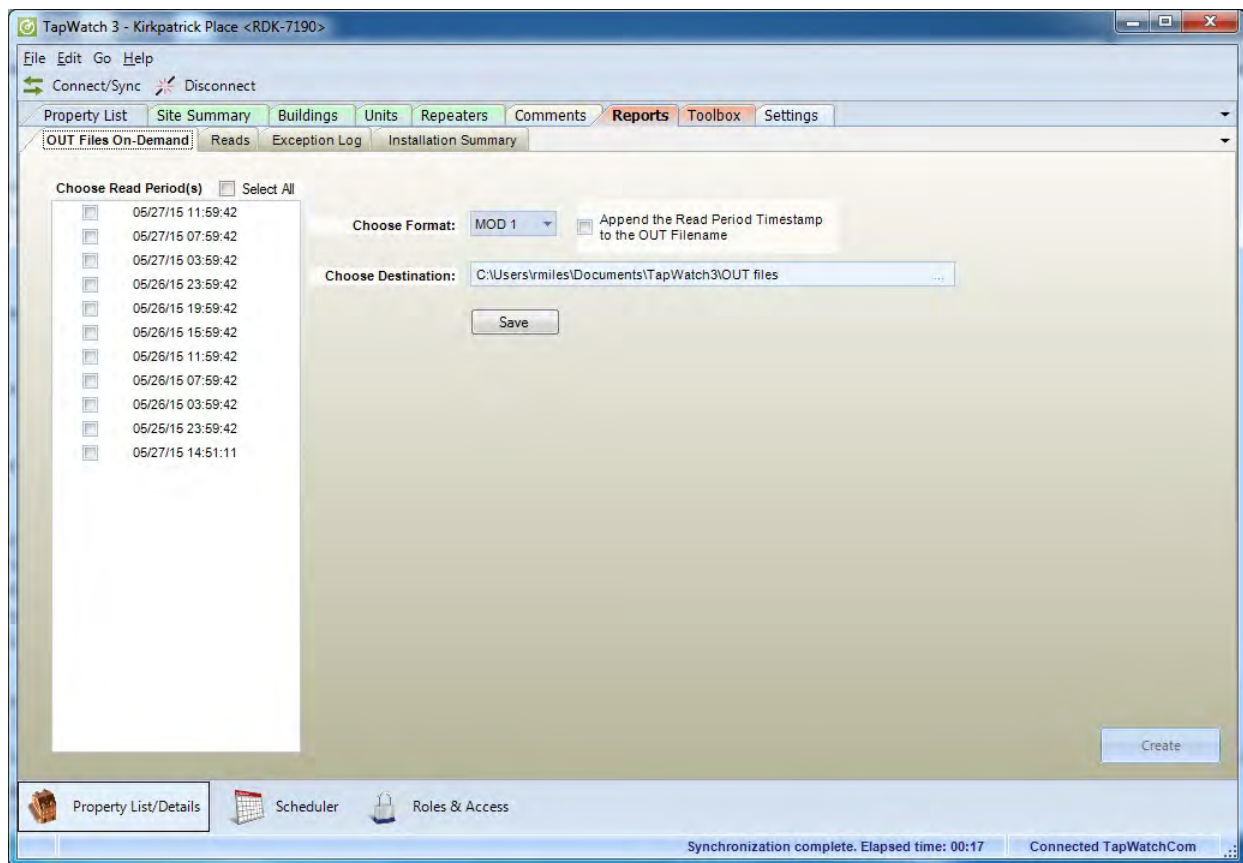 TapWatch 3 - Kirkpatrick Place <RDK-7190>
File Edit Go Help
Connect/Sync Disconnect
Property List Site Summary Buildings Units Repeaters Comments Reports Toolbox Settings
OUT Files On-Demand Reads Exception Log Installation Summary
Choose Read Period(s) Select All
05/27/15 11:59:42
05/27/15 07:59:42
05/27/15 03:59:42
05/26/15 23:59:42
05/26/15 19:59:42
05/26/15 15:59:42
05/26/15 11:59:42
05/26/15 07:59:42
05/26/15 03:59:42
05/25/15 23:59:42
05/27/15 14:51:11
Choose Format: MOD 1
Append the Read Period Timestamp
to the OUT Filename
Choose Destination: C:\Users\rmiles\Documents\TapWatch3\OUT files ...
Save
Create
Property List/Details Scheduler Roles & Access
Synchronization complete. Elapsed time: 00:17 Connected TapWatchCom